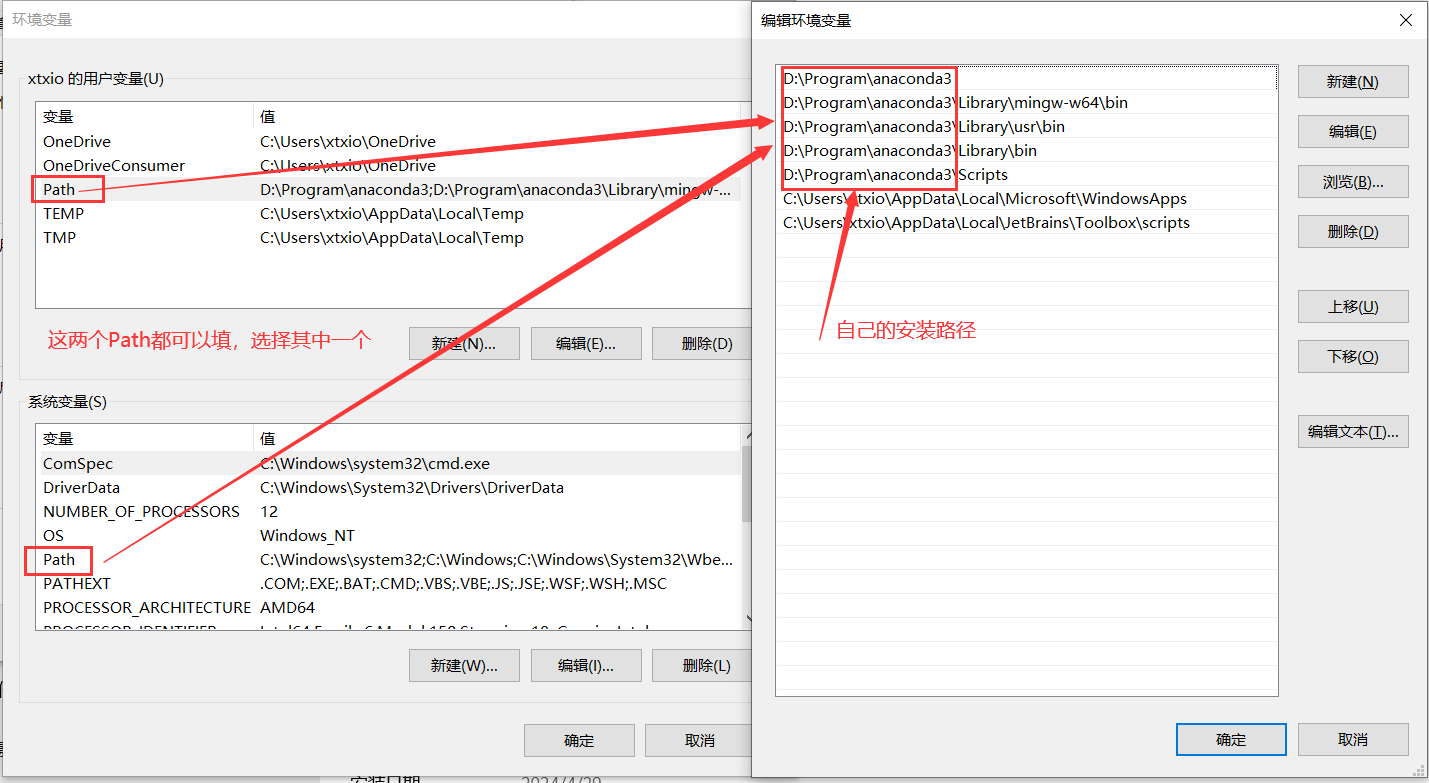 环境变量
xtxio 的用户变量(U)
变量 值
OneDrive C:\Users\xtxio\OneDrive
OneDriveConsumer C:\Users\xtxio\OneDrive
Path D:\Program\anaconda3;D:\Program\anaconda3\Library\mingw-...
TEMP C:\Users\xtxio\AppData\Local\Temp
TMP C:\Users\xtxio\AppData\Local\Temp
这两个Path都可以填，选择其中一个
新建(N)... 编辑(E)... 删除(D)
系统变量(S)
变量 值
ComSpec C:\Windows\system32\cmd.exe
DriverData C:\Windows\System32\Drivers\DriverData
NUMBER_OF_PROCESSORS 12
OS Windows_NT
Path C:\Windows\system32;C:\Windows;C:\Windows\System32\Wbe...
PATHEXT .COM;.EXE;.BAT;.CMD;.VBS;.VBE;.JS;.JSE;.WSF;.WSH;.MSC
PROCESSOR_ARCHITECTURE AMD64
PROCESSOR_IDENTIFIER
新建(W)... 编辑(I)... 删除(L)
确定 取消
安装日期 2024/4/29
编辑环境变量
D:\Program\anaconda3
D:\Program\anaconda3\Library\mingw-w64\bin
D:\Program\anaconda3\Library\usr\bin
D:\Program\anaconda3\Library\bin
D:\Program\anaconda3\Scripts
C:\Users\xtxio\AppData\Local\Microsoft\WindowsApps
C:\Users\xtxio\AppData\Local\JetBrains\Toolbox\scripts
自己的安装路径
新建(N)
编辑(E)
浏览(B)...
删除(D)
上移(U)
下移(O)
编辑文本(T)...
确定 取消